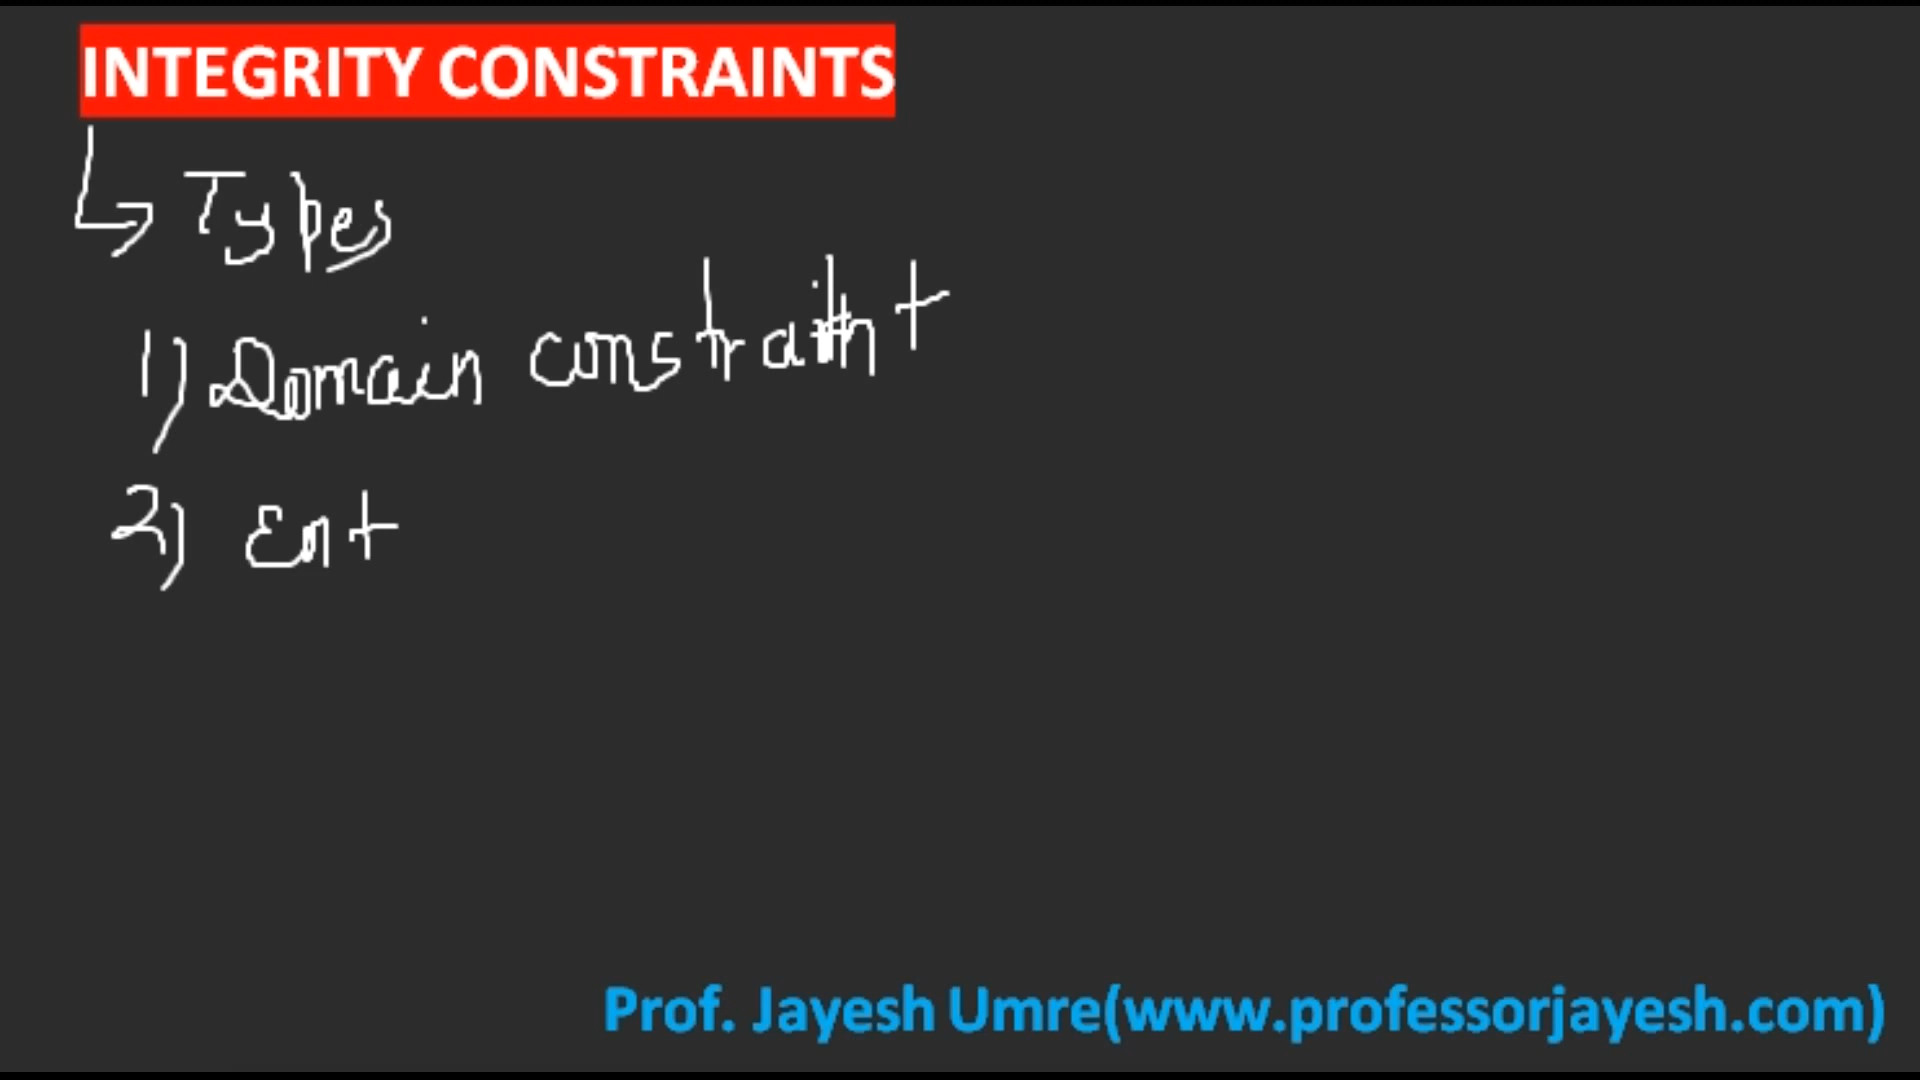 INTEGRITY CONSTRAINTS
Types
1) Domain constraint
2) Ent
Prof. Jayesh Umre(www.professorjayesh.com)